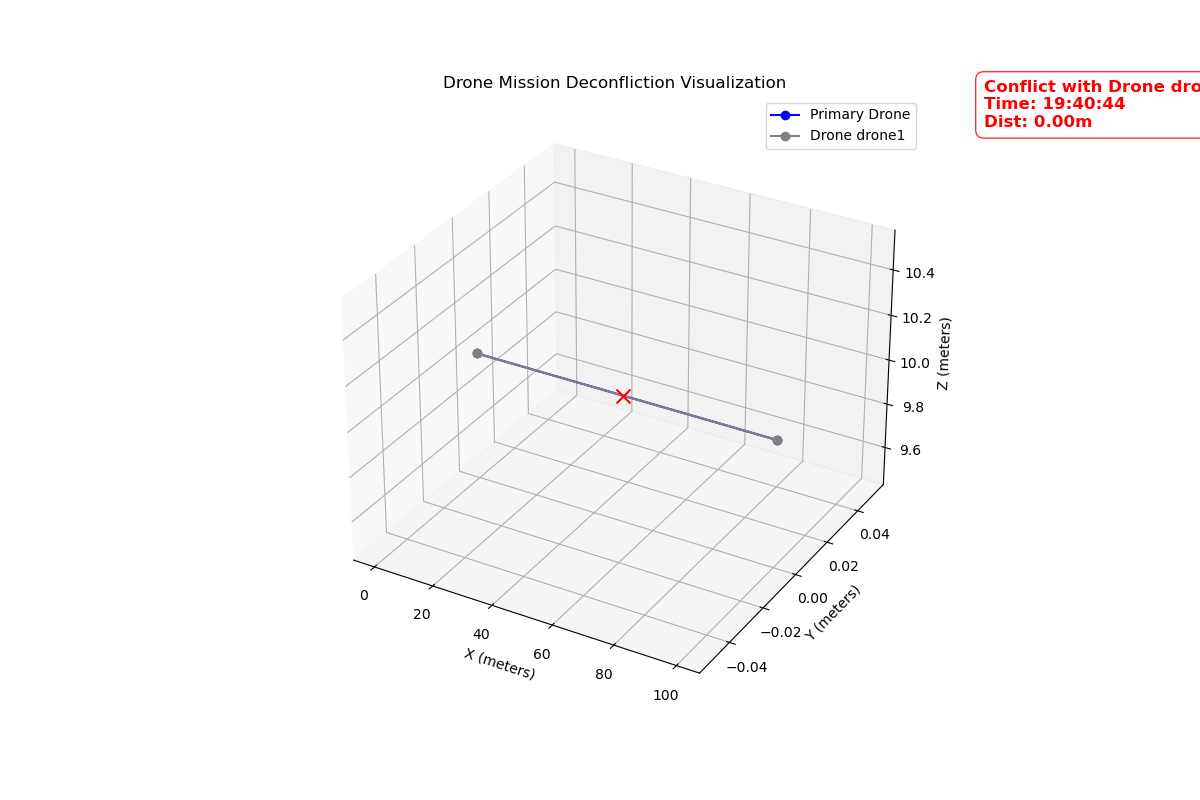 Drone Mission Deconfliction Visualization
Conflict with Drone
Time: 19:40:44
Dist: 0.00m
Primary Drone
Drone drone1
10.4
10.2
10.0
9.8
9.6
Z (meters)
0.04
0.02
0.00
−0.02
−0.04
Y (meters)
0
20
40
60
80
100
X (meters)